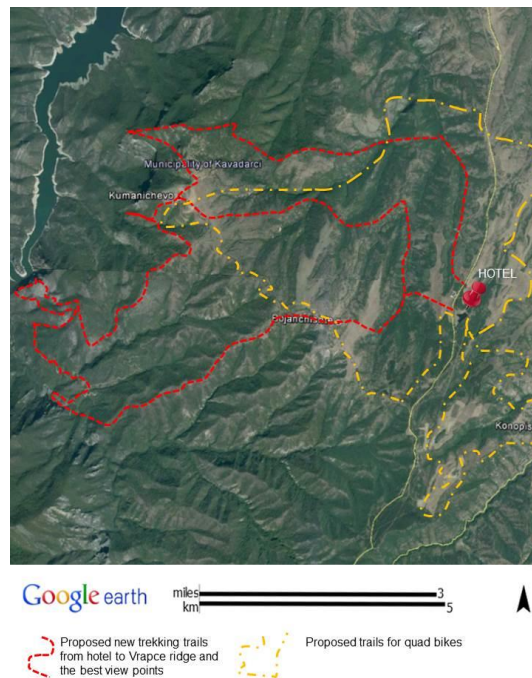 Municipality of Kavadarci
Kumanichevo
HOTEL
Konopis
Google earth
miles 3
km 5
Proposed new trekking trails
from hotel to Vrapce ridge and
the best view points
Proposed trails for quad bikes